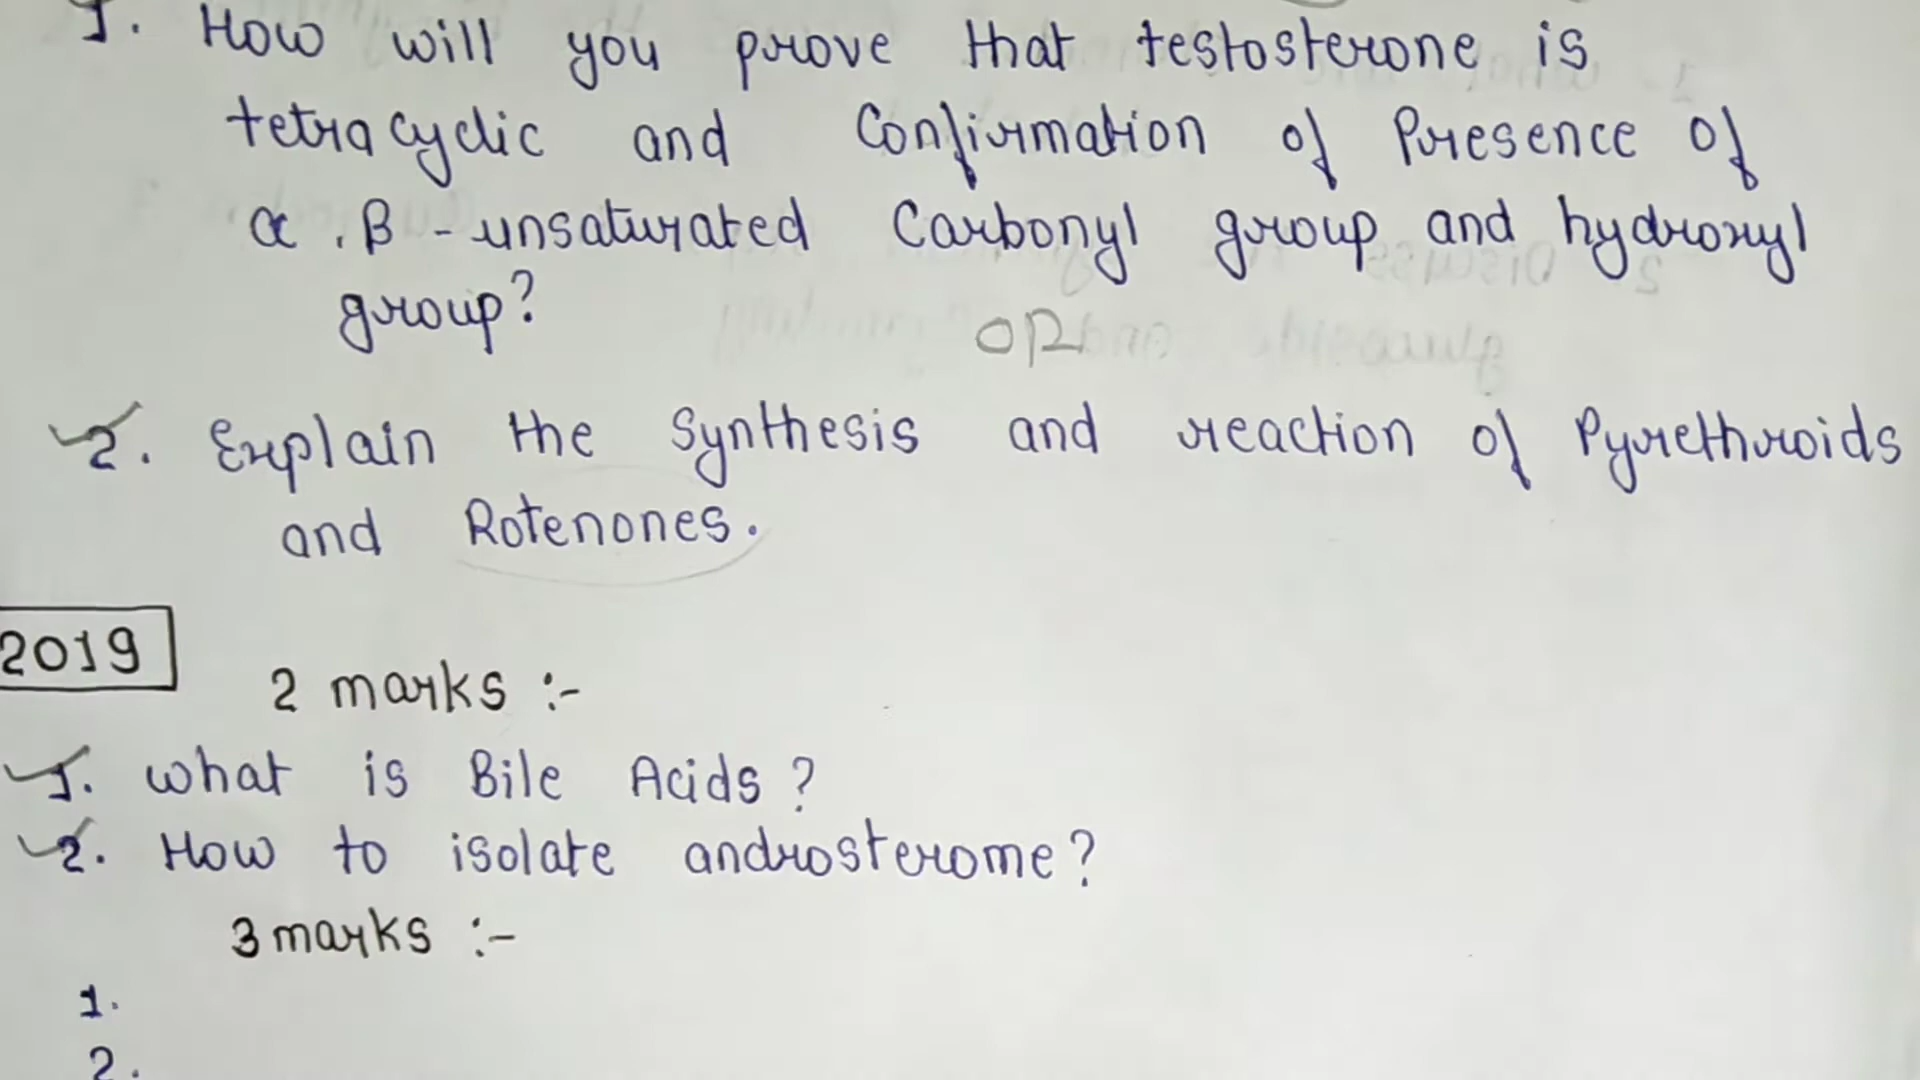 1. How will you prove that testosterone is
tetracyclic and Confirmation of Presence of
α, β - unsaturated Carbonyl group and hydroxyl
group?
OR
2. Explain the synthesis and reaction of Pyrethroids
and Rotenones.
2019
2 marks :-
1. what is Bile Acids?
2. How to isolate androsterome?
3 marks :-
1.
2.